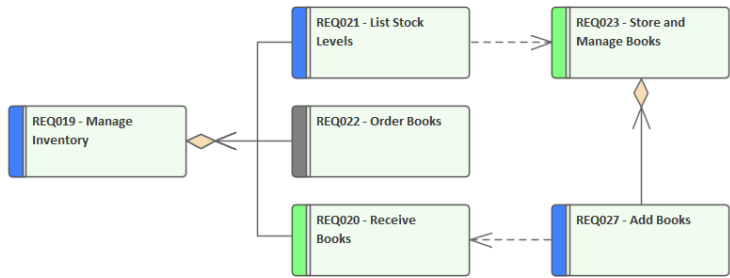 REQ021 - List Stock
Levels
REQ023 - Store and
Manage Books
REQ019 - Manage
Inventory
REQ022 - Order Books
REQ020 - Receive
Books
REQ027 - Add Books